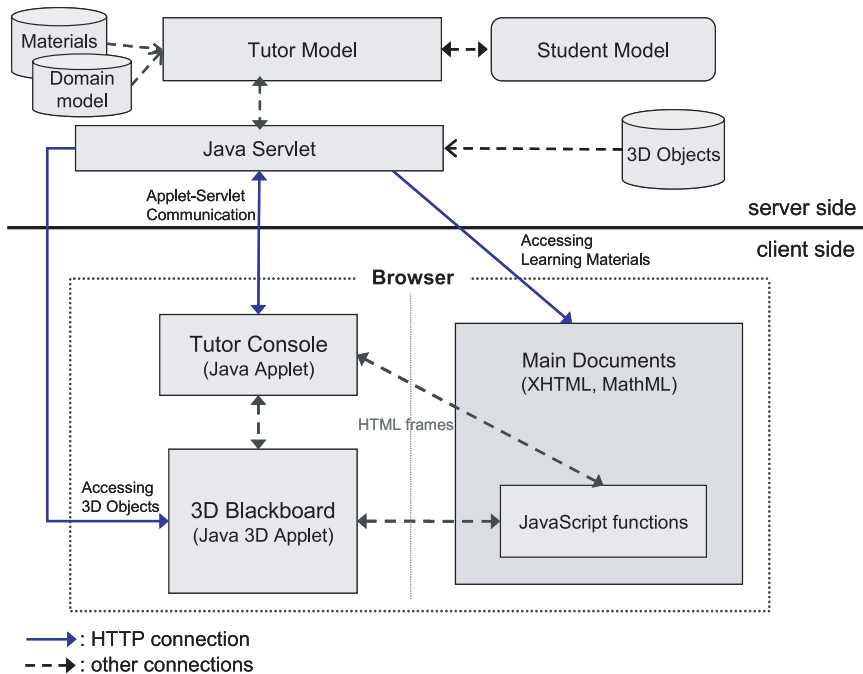 Materials
Domain
model
Tutor Model
Student Model
Java Servlet
3D Objects
Applet-Servlet
Communication
server side
client side
Accessing
Learning Materials
Browser
Tutor Console
(Java Applet)
Main Documents
(XHTML, MathML)
HTML frames
Accessing
3D Objects
3D Blackboard
(Java 3D Applet)
JavaScript functions
: HTTP connection
: other connections